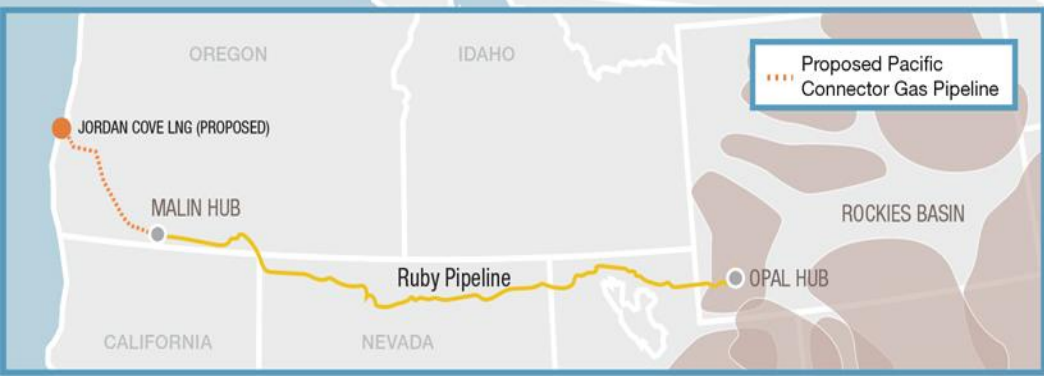 OREGON
IDAHO
Proposed Pacific
Connector Gas Pipeline
JORDAN COVE LNG (PROPOSED)
MALIN HUB
ROCKIES BASIN
Ruby Pipeline
OPAL HUB
CALIFORNIA
NEVADA